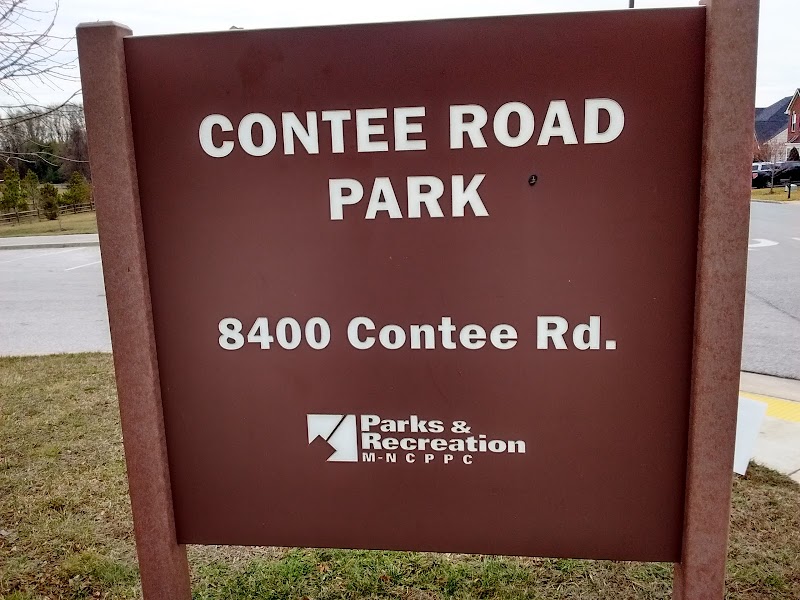 CONTEE ROAD
PARK
8400 Contee Rd.
Parks &
Recreation
M-NCPPC